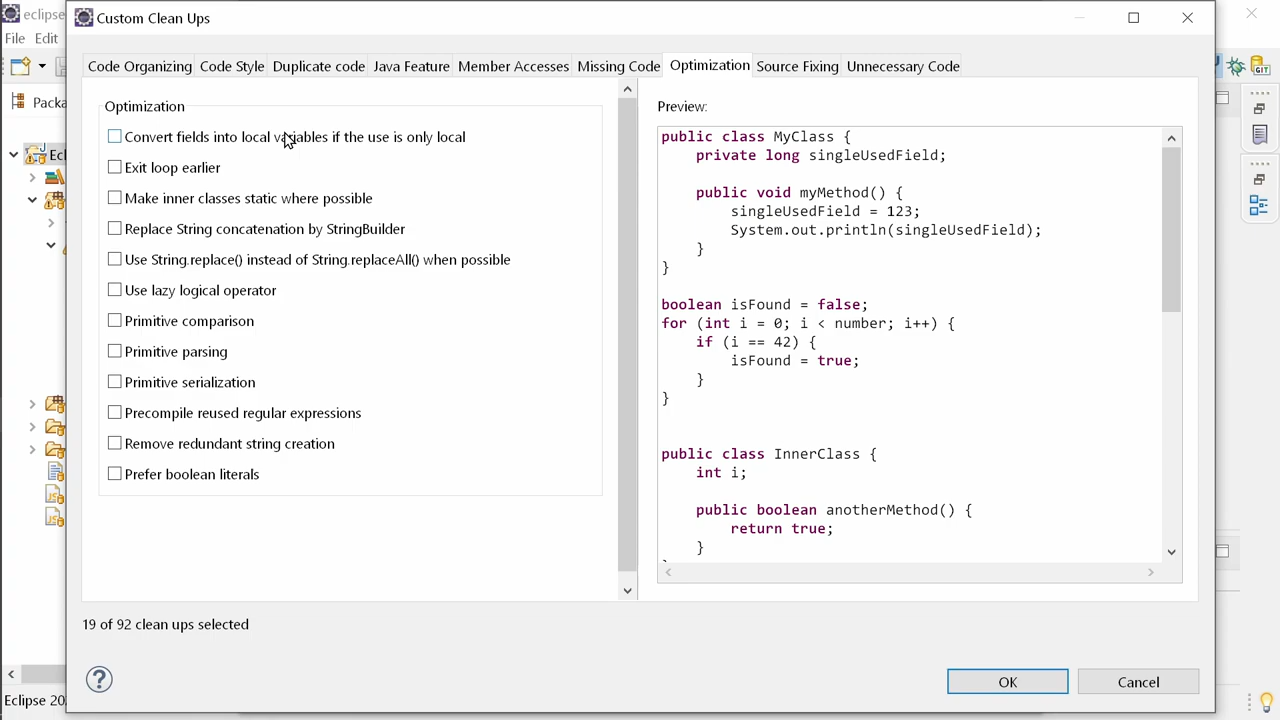 eclipse
Custom Clean Ups
File Edit
Code Organizing Code Style Duplicate code Java Feature Member Accesses Missing Code Optimization Source Fixing Unnecessary Code
Packa
Optimization
Preview:
Convert fields into local variables if the use is only local
Exit loop earlier
Make inner classes static where possible
Replace String concatenation by StringBuilder
Use String.replace() instead of String.replaceAll() when possible
Use lazy logical operator
Primitive comparison
Primitive parsing
Primitive serialization
Precompile reused regular expressions
Remove redundant string creation
Prefer boolean literals
public class MyClass {
private long singleUsedField;
public void myMethod() {
singleUsedField = 123;
System.out.println(singleUsedField);
}
}
boolean isFound = false;
for (int i = 0; i < number; i++) {
if (i == 42) {
isFound = true;
}
}
public class InnerClass {
int i;
public boolean anotherMethod() {
return true;
}
Ecl
GIT
19 of 92 clean ups selected
?
OK
Cancel
Eclipse 20